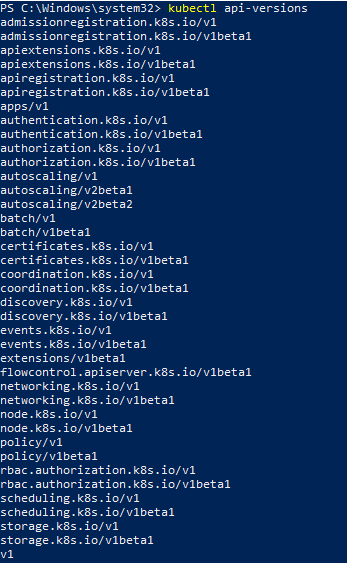 PS C:\Windows\system32> kubectl api-versions
admissionregistration.k8s.io/v1
admissionregistration.k8s.io/v1beta1
apiextensions.k8s.io/v1
apiextensions.k8s.io/v1beta1
apiregistration.k8s.io/v1
apiregistration.k8s.io/v1beta1
apps/v1
authentication.k8s.io/v1
authentication.k8s.io/v1beta1
authorization.k8s.io/v1
authorization.k8s.io/v1beta1
autoscaling/v1
autoscaling/v2beta1
autoscaling/v2beta2
batch/v1
batch/v1beta1
certificates.k8s.io/v1
certificates.k8s.io/v1beta1
coordination.k8s.io/v1
coordination.k8s.io/v1beta1
discovery.k8s.io/v1
discovery.k8s.io/v1beta1
events.k8s.io/v1
events.k8s.io/v1beta1
extensions/v1beta1
flowcontrol.apiserver.k8s.io/v1beta1
networking.k8s.io/v1
networking.k8s.io/v1beta1
node.k8s.io/v1
node.k8s.io/v1beta1
policy/v1
policy/v1beta1
rbac.authorization.k8s.io/v1
rbac.authorization.k8s.io/v1beta1
scheduling.k8s.io/v1
scheduling.k8s.io/v1beta1
storage.k8s.io/v1
storage.k8s.io/v1beta1
v1